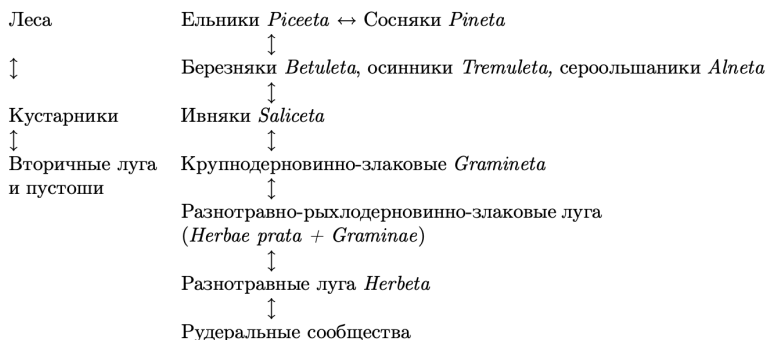 Леса Ельники Piceeta ↔ Сосняки Pineta
↕
↕ Березняки Betuleta, осинники Tremuleta, сероольшаники Alneta
↕
Кустарники Ивняки Saliceta
↕ ↕
Вторичные луга Крупнодерновинно-злаковые Gramineta
и пустоши ↕
Разнотравно-рыхлодерновинно-злаковые луга
(Herbae prata + Graminae)
↕
Разнотравные луга Herbeta
↕
Рудеральные сообщества